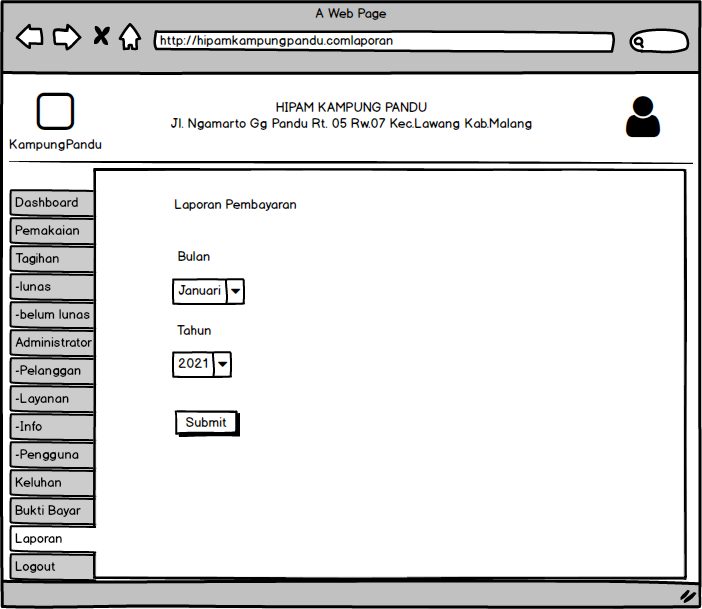 A Web Page
http://hipamkampungpandu.comlaporan
HIPAM KAMPUNG PANDU
Jl. Ngamarto Gg Pandu Rt. 05 Rw.07 Kec.Lawang Kab.Malang
KampungPandu
Dashboard
Pemakaian
Tagihan
-lunas
-belum lunas
Administrator
-Pelanggan
-Layanan
-Info
-Pengguna
Keluhan
Bukti Bayar
Laporan
Logout
Laporan Pembayaran
Bulan
Januari
Tahun
2021
Submit